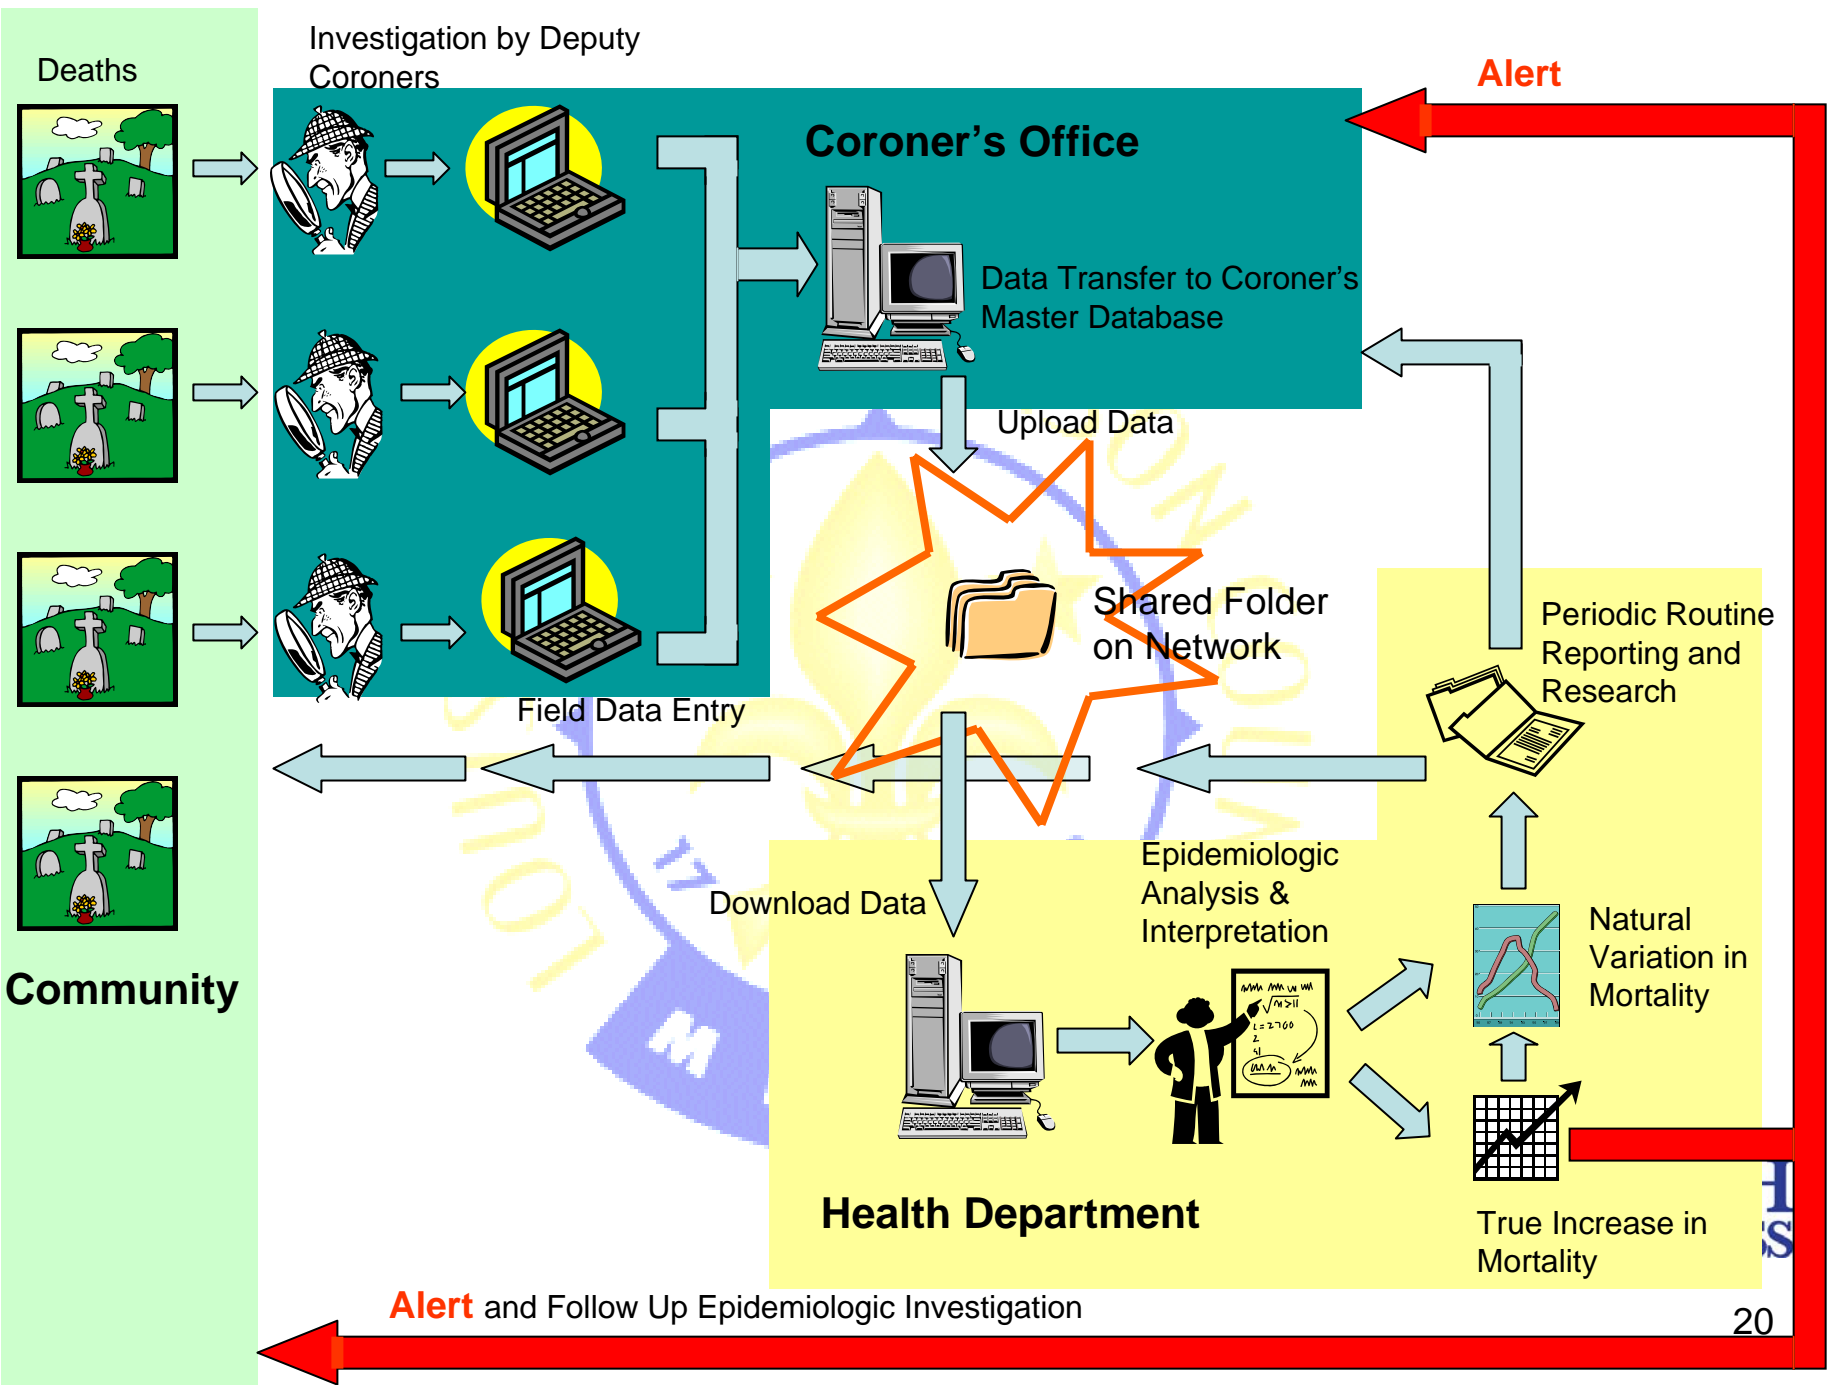 Deaths
Investigation by Deputy
Coroners
Alert
Coroner's Office
Data Transfer to Coroner's
Master Database
Upload Data
Shared Folder
on Network
Periodic Routine
Reporting and
Research
Field Data Entry
Download Data
Epidemiologic
Analysis &
Interpretation
Natural
Variation in
Mortality
Community
Health Department
True Increase in
Mortality
Alert and Follow Up Epidemiologic Investigation
20